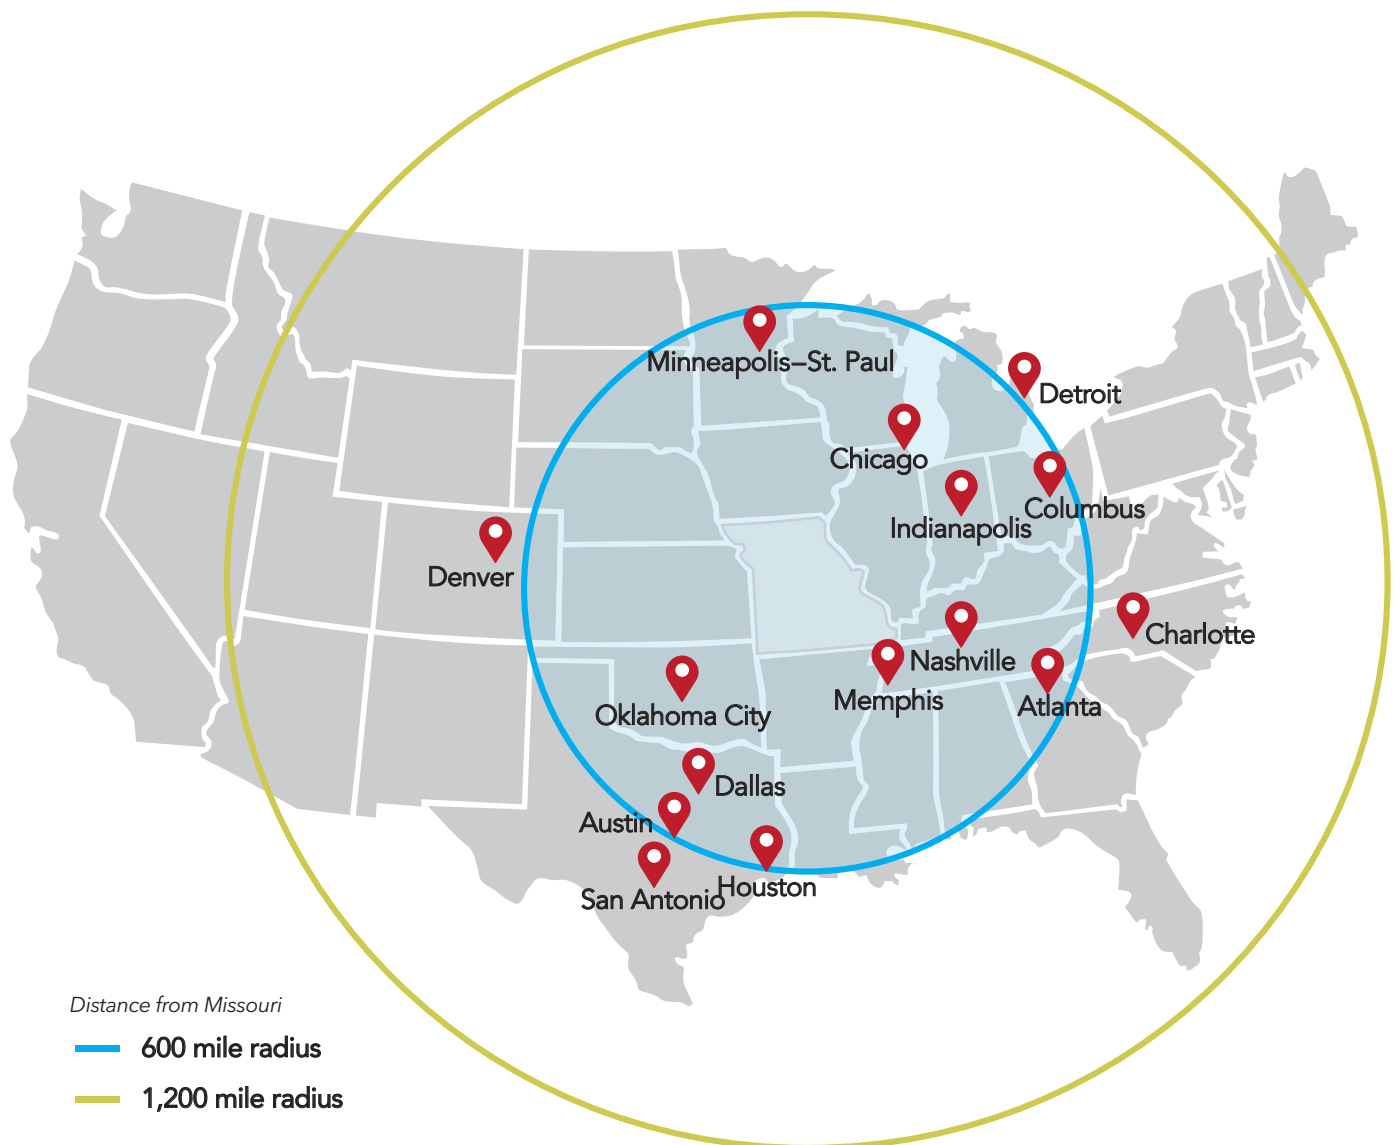 Minneapolis–St. Paul
Detroit
Chicago
Columbus
Indianapolis
Denver
Charlotte
Nashville
Memphis
Atlanta
Oklahoma City
Dallas
Austin
Houston
San Antonio
Distance from Missouri
600 mile radius
1,200 mile radius